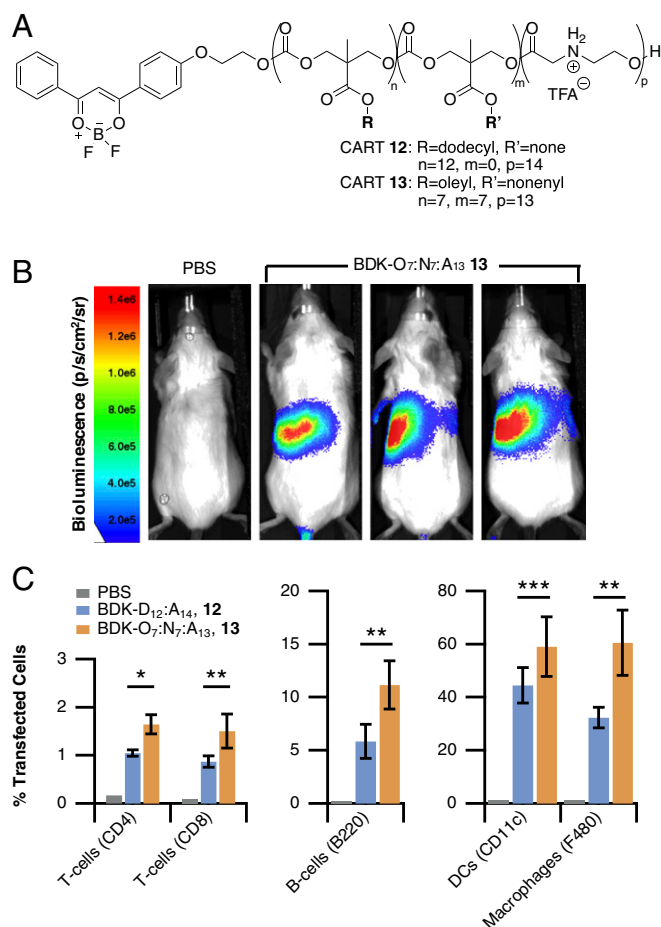 A
O
O
O
O
O
O
O
O
O
O
O
NH2
+
TFA⊖
O
H
n
m
p
O
+
O
B
−
F
F
O
O
R
O
O
R'
CART 12: R=dodecyl, R'=none
n=12, m=0, p=14
CART 13: R=oleyl, R'=nonenyl
n=7, m=7, p=13
B
PBS
BDK-O7:N7:A13 13
Bioluminescence (p/s/cm2/sr)
1.4e6
1.2e6
1.0e6
8.0e5
6.0e5
4.0e5
2.0e5
C
PBS
BDK-D12:A14, 12
BDK-O7:N7:A13, 13
% Transfected Cells
3
2
1
0
*
**
T-cells (CD4)
T-cells (CD8)
20
15
10
5
0
**
B-cells (B220)
80
60
40
20
0
***
**
DCs (CD11c)
Macrophages (F480)